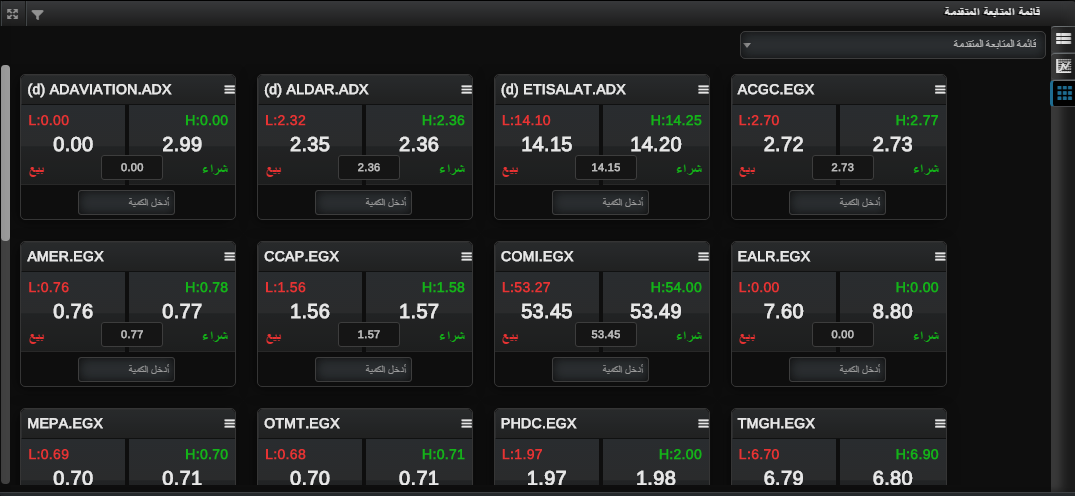 قائمة المتابعة المتقدمة
قائمة المتابعة المتقدمة
(d) ADAVIATION.ADX
L:0.00 H:0.00
0.00 2.99
بيع 0.00 شراء
أدخل الكمية
(d) ALDAR.ADX
L:2.32 H:2.36
2.35 2.36
بيع 2.36 شراء
أدخل الكمية
(d) ETISALAT.ADX
L:14.10 H:14.25
14.15 14.20
بيع 14.15 شراء
أدخل الكمية
ACGC.EGX
L:2.70 H:2.77
2.72 2.73
بيع 2.73 شراء
أدخل الكمية
AMER.EGX
L:0.76 H:0.78
0.76 0.77
بيع 0.77 شراء
أدخل الكمية
CCAP.EGX
L:1.56 H:1.58
1.56 1.57
بيع 1.57 شراء
أدخل الكمية
COMI.EGX
L:53.27 H:54.00
53.45 53.49
بيع 53.45 شراء
أدخل الكمية
EALR.EGX
L:0.00 H:0.00
7.60 8.80
بيع 0.00 شراء
أدخل الكمية
MEPA.EGX
L:0.69 H:0.70
0.70 0.71
OTMT.EGX
L:0.68 H:0.71
0.70 0.71
PHDC.EGX
L:1.97 H:2.00
1.97 1.98
TMGH.EGX
L:6.70 H:6.90
6.79 6.80